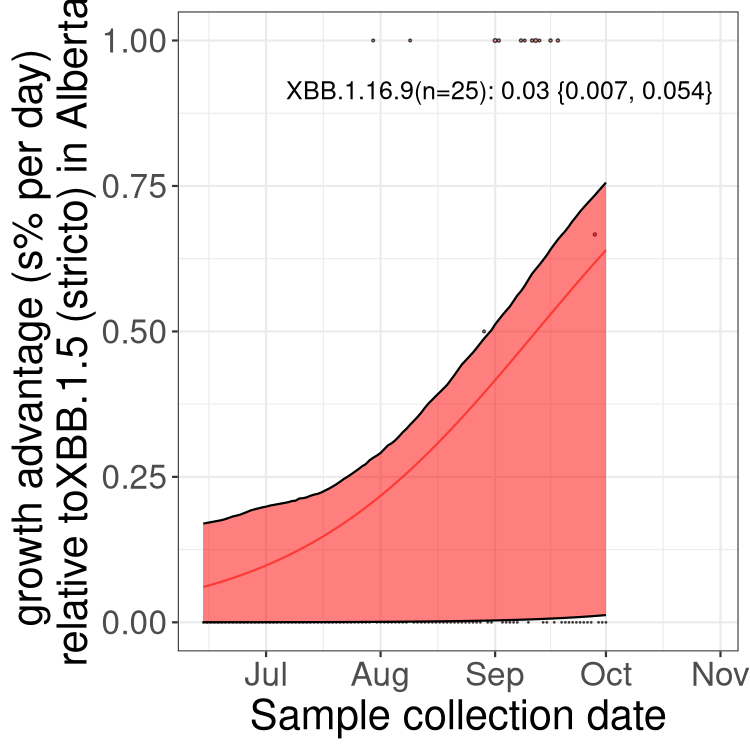 growth advantage (s% per day)
relative toXBB.1.5 (stricto) in Alberta
1.00
0.75
0.50
0.25
0.00
XBB.1.16.9(n=25): 0.03 {0.007, 0.054}
Jul Aug Sep Oct Nov
Sample collection date